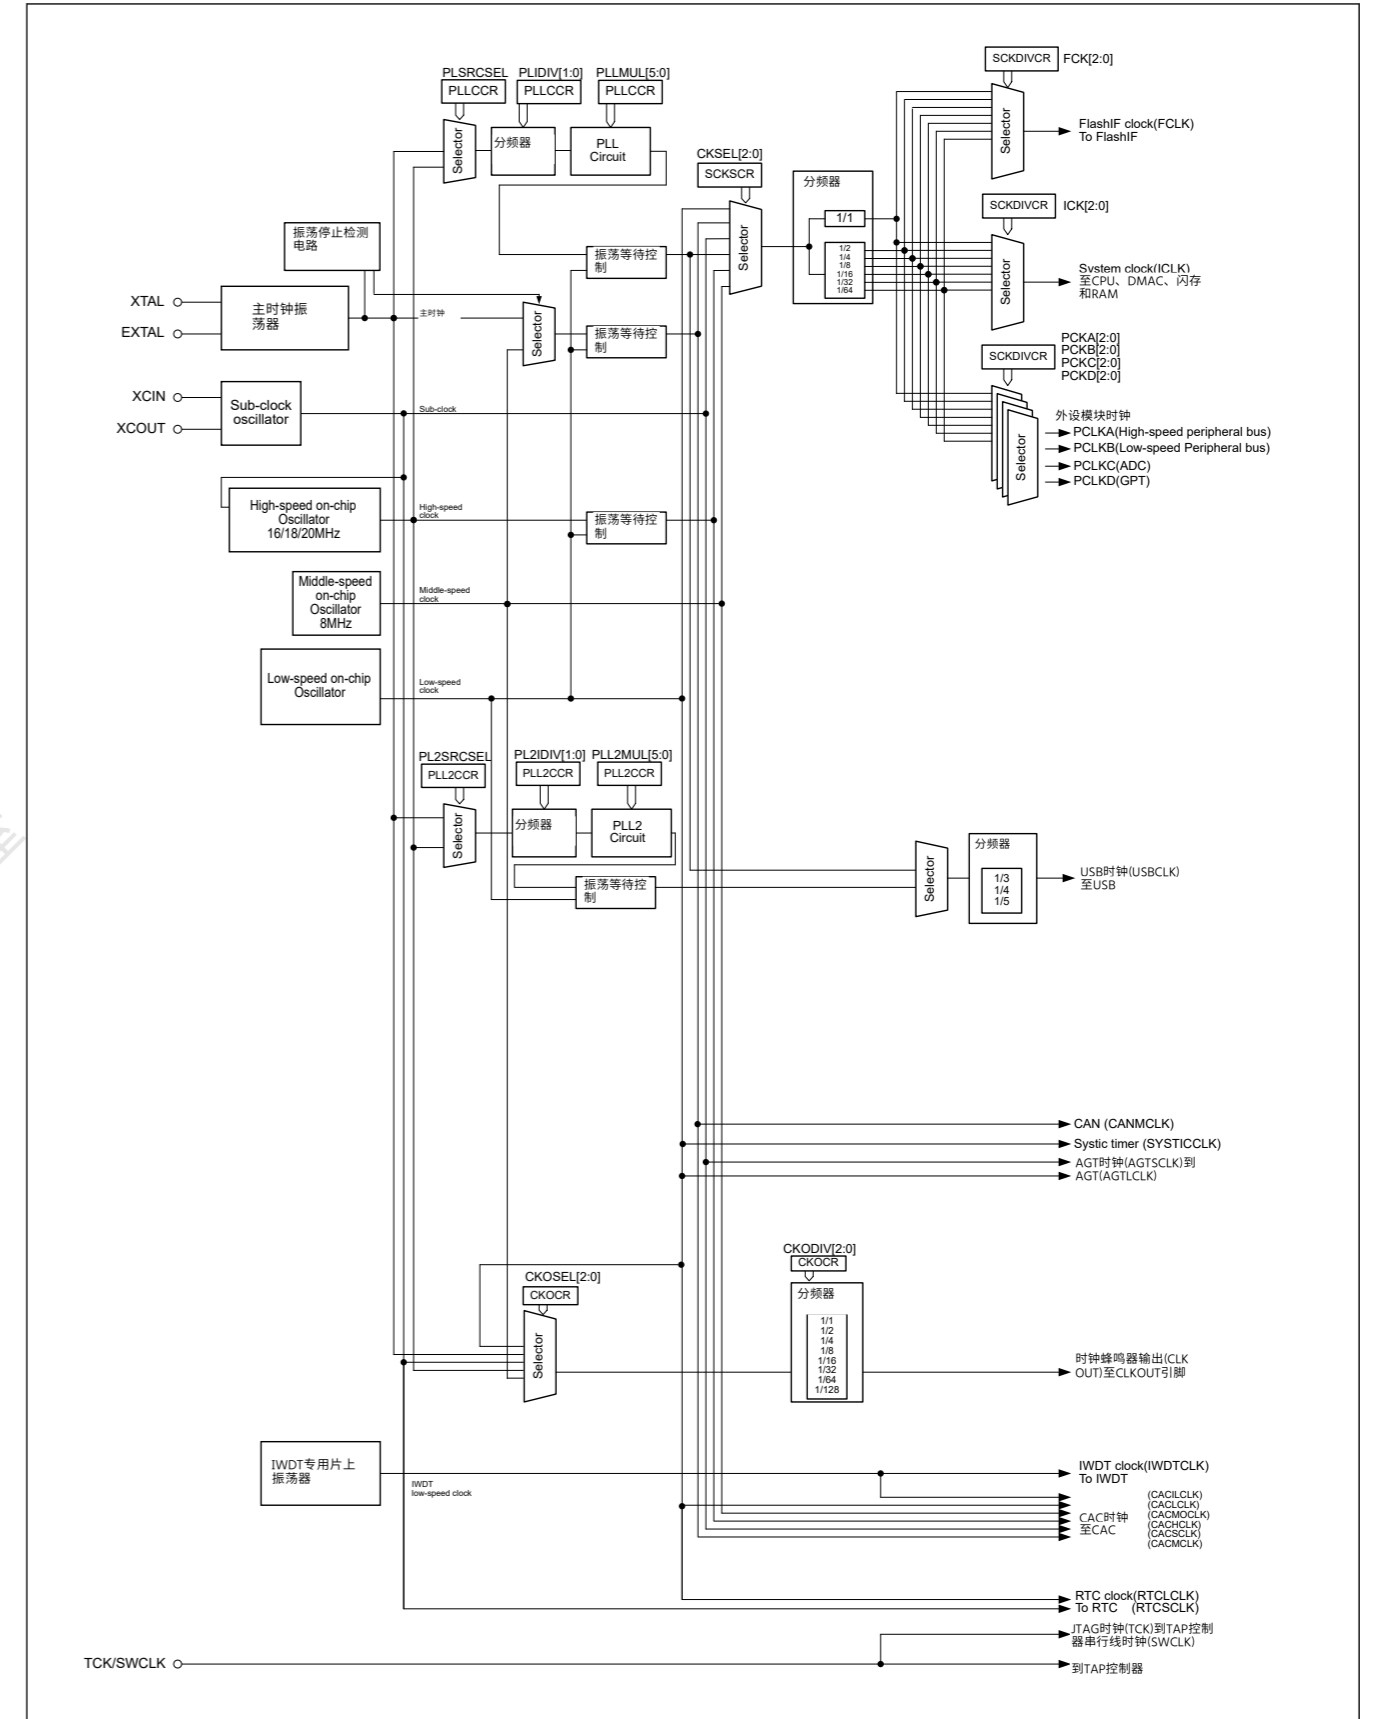 PLSRCSEL
PLLCCR
PLIDIV[1:0]
PLLCCR
PLLMUL[5:0]
PLLCCR
Selector
分频器
PLL
Circuit
CKSEL[2:0]
SCKSCR
Selector
分频器
1/1
1/2
1/4
1/8
1/16
1/32
1/64
SCKDIVCR
FCK[2:0]
Selector
FlashIF clock(FCLK)
To FlashIF
SCKDIVCR
ICK[2:0]
Selector
System clock(ICLK)
至CPU、DMAC、闪存
和RAM
SCKDIVCR
PCKA[2:0]
PCKB[2:0]
PCKC[2:0]
PCKD[2:0]
Selector
外设模块时钟
PCLKA(High-speed peripheral bus)
PCLKB(Low-speed Peripheral bus)
PCLKC(ADC)
PCLKD(GPT)
振荡停止检测
电路
振荡等待控
制
XTAL
EXTAL
主时钟振
荡器
主时钟
Selector
振荡等待控
制
XCIN
XCOUT
Sub-clock
oscillator
Sub-clock
High-speed on-chip
Oscillator
16/18/20MHz
High-speed
clock
振荡等待控
制
Middle-speed
on-chip
Oscillator
8MHz
Middle-speed
clock
Low-speed on-chip
Oscillator
Low-speed
clock
PL2SRCSEL
PLL2CCR
PL2IDIV[1:0]
PLL2CCR
PLL2MUL[5:0]
PLL2CCR
Selector
分频器
PLL2
Circuit
振荡等待控
制
Selector
分频器
1/3
1/4
1/5
USB时钟(USBCLK)
至USB
CAN (CANMCLK)
Systic timer (SYSTICCLK)
AGT时钟(AGTSCLK)到
AGT(AGTLCLK)
CKOSEL[2:0]
CKOCR
Selector
CKODIV[2:0]
CKOCR
分频器
1/1
1/2
1/4
1/8
1/16
1/32
1/64
1/128
时钟蜂鸣器输出(CLK
OUT)至CLKOUT引脚
IWDT专用片上
振荡器
IWDT
low-speed clock
IWDT clock(IWDTCLK)
To IWDT
CAC时钟
至CAC
(CACILCLK)
(CACLCLK)
(CACMOCLK)
(CACHCLK)
(CACSCLK)
(CACMCLK)
RTC clock(RTCLCLK)
To RTC (RTCSCLK)
JTAG时钟(TCK)到TAP控制
器串行线时钟(SWCLK)
TCK/SWCLK
到TAP控制器